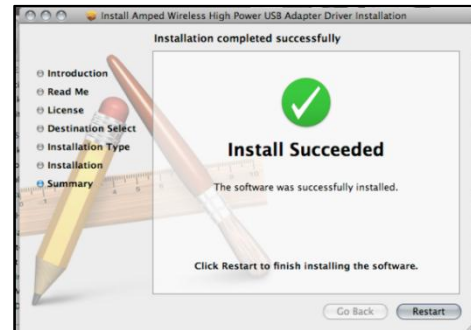 Install Amped Wireless High Power USB Adapter Driver Installation
Installation completed successfully
Introduction
Read Me
License
Destination Select
Installation Type
Installation
Summary
Install Succeeded
The software was successfully installed.
Click Restart to finish installing the software.
Go Back
Restart